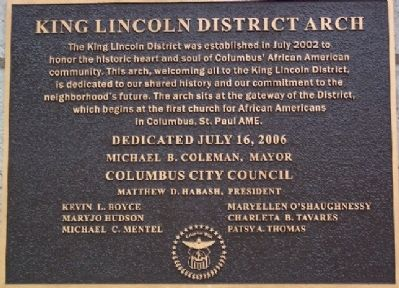 KING LINCOLN DISTRICT ARCH
The King Lincoln District was established in July 2002 to
honor the historic heart and soul of Columbus' African American
community. This arch, welcoming all to the King Lincoln District,
is dedicated to our shared history and our commitment to the
neighborhood's future. The arch sits at the gateway of the District,
which begins at the first church for African Americans
in Columbus, St. Paul AME.
DEDICATED JULY 16, 2006
MICHAEL B. COLEMAN, MAYOR
COLUMBUS CITY COUNCIL
MATTHEW D. HABASH, PRESIDENT
KEVIN L. BOYCE
MARYJO HUDSON
MICHAEL C. MENTEL
MARYELLEN O'SHAUGHNESSY
CHARLETA B. TAVARES
PATSY A. THOMAS